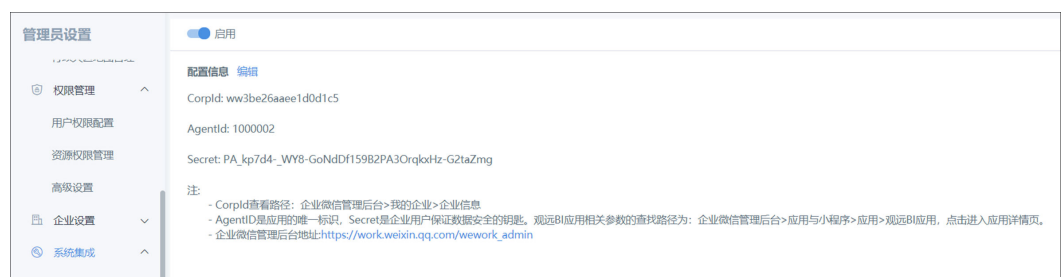 管理员设置
启用
配置信息 编辑
权限管理
CorpId: ww3be26aaee1d0d1c5
用户权限配置
AgentId: 1000002
资源权限管理
Secret: PA_kp7d4-_WY8-GoNdDf159B2PA3OrqkxHz-G2taZmg
高级设置
注:
- CorpId查看路径：企业微信管理后台>我的企业>企业信息
企业设置
- AgentID是应用的唯一标识，Secret是企业用户保证数据安全的钥匙。观远BI应用相关参数的查找路径为：企业微信管理后台>应用与小程序>应用>观远BI应用，点击进入应用详情页。
- 企业微信管理后台地址:https://work.weixin.qq.com/wework_admin
系统集成